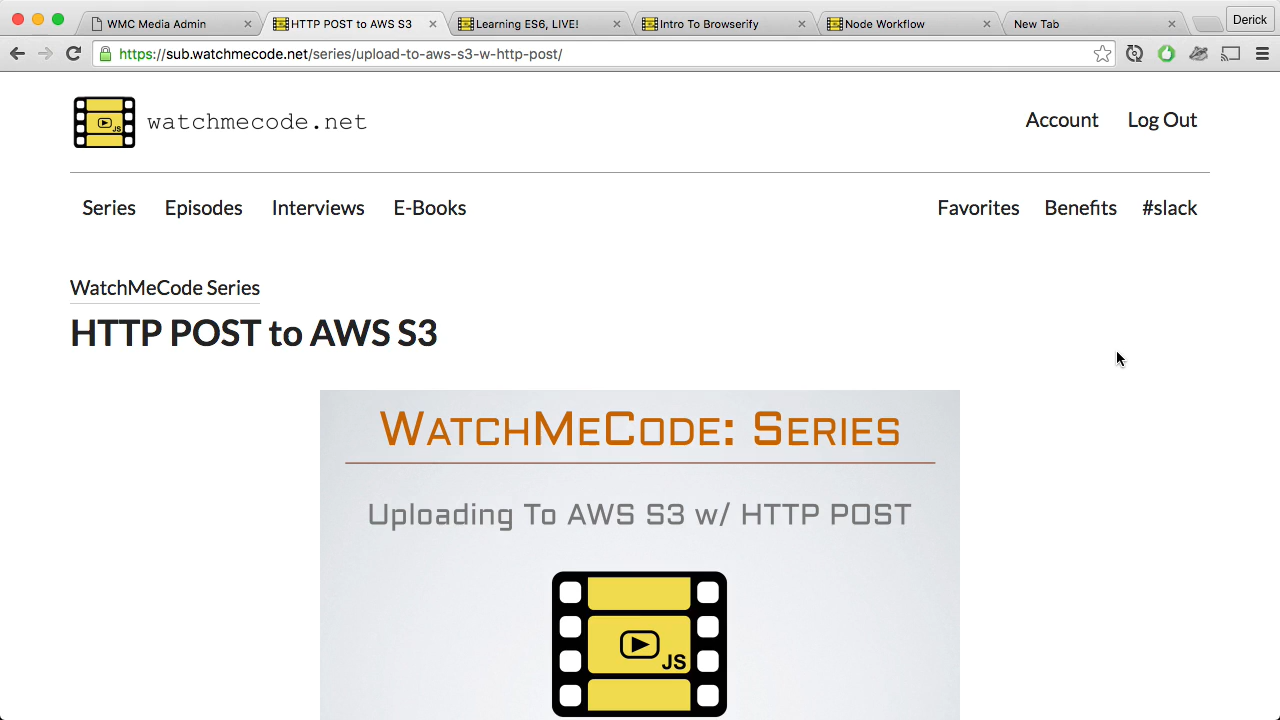 WMC Media Admin
HTTP POST to AWS S3
Learning ES6, LIVE!
Intro To Browserify
Node Workflow
New Tab
Derick
https://sub.watchmecode.net/series/upload-to-aws-s3-w-http-post/
JS
watchmecode.net
Account
Log Out
Series
Episodes
Interviews
E-Books
Favorites
Benefits
#slack
WatchMeCode Series
HTTP POST to AWS S3
WATCHMECODE: SERIES
Uploading To AWS S3 w/ HTTP POST
JS